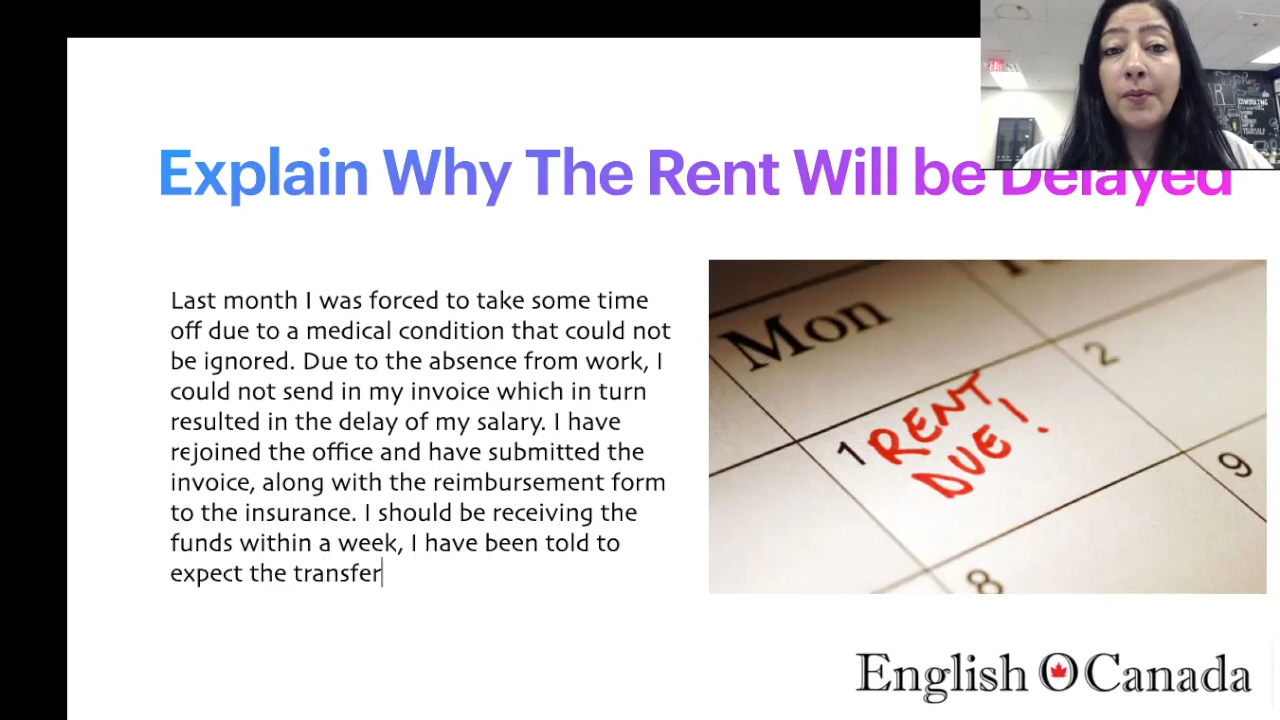 Explain Why The Rent Will be Delayed
Last month I was forced to take some time
off due to a medical condition that could not
be ignored. Due to the absence from work, I
could not send in my invoice which in turn
resulted in the delay of my salary. I have
rejoined the office and have submitted the
invoice, along with the reimbursement form
to the insurance. I should be receiving the
funds within a week, I have been told to
expect the transfer
Mon
1 RENT
DUE!
2
8
9
English Canada